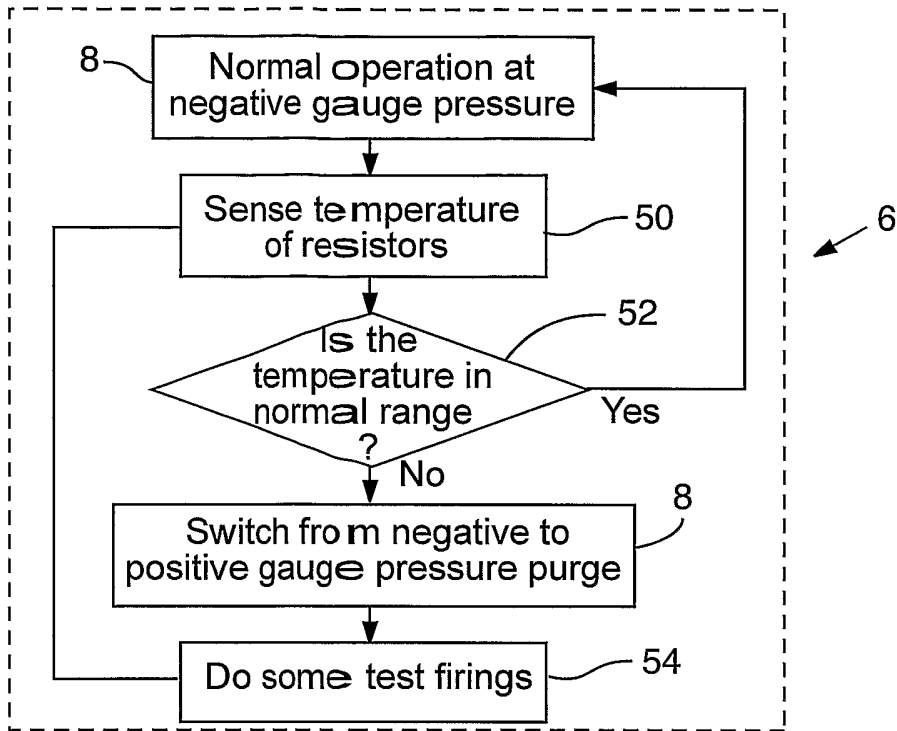 8
Normal operation at
negative gauge pressure
Sense temperature
of resistors
50
6
52
Is the
temperature in
normal range
?
Yes
No
8
Switch from negative to
positive gauge pressure purge
Do some test firings
54